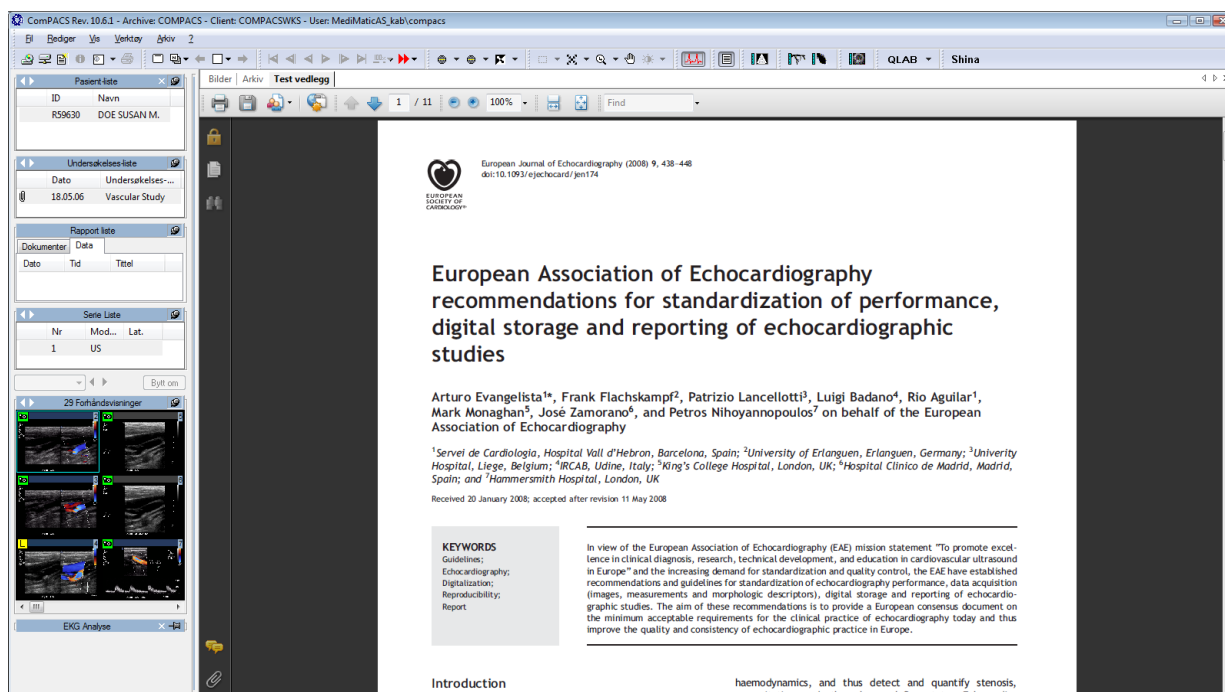 ComPACS Rev. 10.6.1 - Archive: COMPACS - Client: COMPACSWKS - User: MediMaticAS_kab\compacs
Fil Rediger Vis Verktøy Arkiv ?
QLAB Shina
Pasient-liste
ID Navn
R59630 DOE SUSAN M.
Undersøkelses-liste
Dato Undersøkelses-...
18.05.06 Vascular Study
Rapport liste
Dokumenter Data
Dato Tid Tittel
Serie Liste
Nr Mod... Lat.
1 US
Bytt om
29 Forhåndsvisninger
L
EKG Analyse
Bilder Arkiv Test vedlegg
1 / 11 100% Find
European Journal of Echocardiography (2008) 9, 438–448
doi:10.1093/ejechocard/jen174
EUROPEAN
SOCIETY OF
CARDIOLOGY®
European Association of Echocardiography
recommendations for standardization of performance,
digital storage and reporting of echocardiographic
studies
Arturo Evangelista1*, Frank Flachskampf2, Patrizio Lancellotti3, Luigi Badano4, Rio Aguilar1,
Mark Monaghan5, José Zamorano6, and Petros Nihoyannopoulos7 on behalf of the European
Association of Echocardiography
1Servei de Cardiologia, Hospital Vall d'Hebron, Barcelona, Spain; 2University of Erlanguen, Erlanguen, Germany; 3Univerity
Hospital, Liege, Belgium; 4IRCAB, Udine, Italy; 5King's College Hospital, London, UK; 6Hospital Clinico de Madrid, Madrid,
Spain; and 7Hammersmith Hospital, London, UK
Received 20 January 2008; accepted after revision 11 May 2008
KEYWORDS
Guidelines;
Echocardiography;
Digitalization;
Reproducibility;
Report
In view of the European Association of Echocardiography (EAE) mission statement "To promote excel-
lence in clinical diagnosis, research, technical development, and education in cardiovascular ultrasound
in Europe" and the increasing demand for standardization and quality control, the EAE have established
recommendations and guidelines for standardization of echocardiography performance, data acquisition
(images, measurements and morphologic descriptors), digital storage and reporting of echocardio-
graphic studies. The aim of these recommendations is to provide a European consensus document on
the minimum acceptable requirements for the clinical practice of echocardiography today and thus
improve the quality and consistency of echocardiographic practice in Europe.
Introduction
haemodynamics, and thus detect and quantify stenosis,